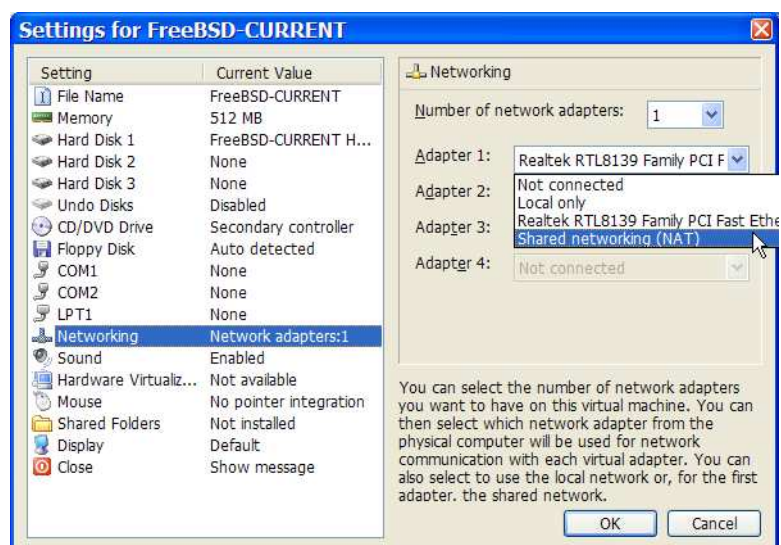 Settings for FreeBSD-CURRENT
Setting Current Value
File Name FreeBSD-CURRENT
Memory 512 MB
Hard Disk 1 FreeBSD-CURRENT H...
Hard Disk 2 None
Hard Disk 3 None
Undo Disks Disabled
CD/DVD Drive Secondary controller
Floppy Disk Auto detected
COM1 None
COM2 None
LPT1 None
Networking Network adapters:1
Sound Enabled
Hardware Virtualiz... Not available
Mouse No pointer integration
Shared Folders Not installed
Display Default
Close Show message
Networking
Number of network adapters: 1
Adapter 1: Realtek RTL8139 Family PCI F
Not connected
Adapter 2:
Local only
Realtek RTL8139 Family PCI Fast Ethe
Adapter 3:
Shared networking (NAT)
Adapter 4: Not connected
You can select the number of network adapters
you want to have on this virtual machine. You can
then select which network adapter from the
physical computer will be used for network
communication with each virtual adapter. You can
also select to use the local network or, for the first
adapter, the shared network.
OK Cancel